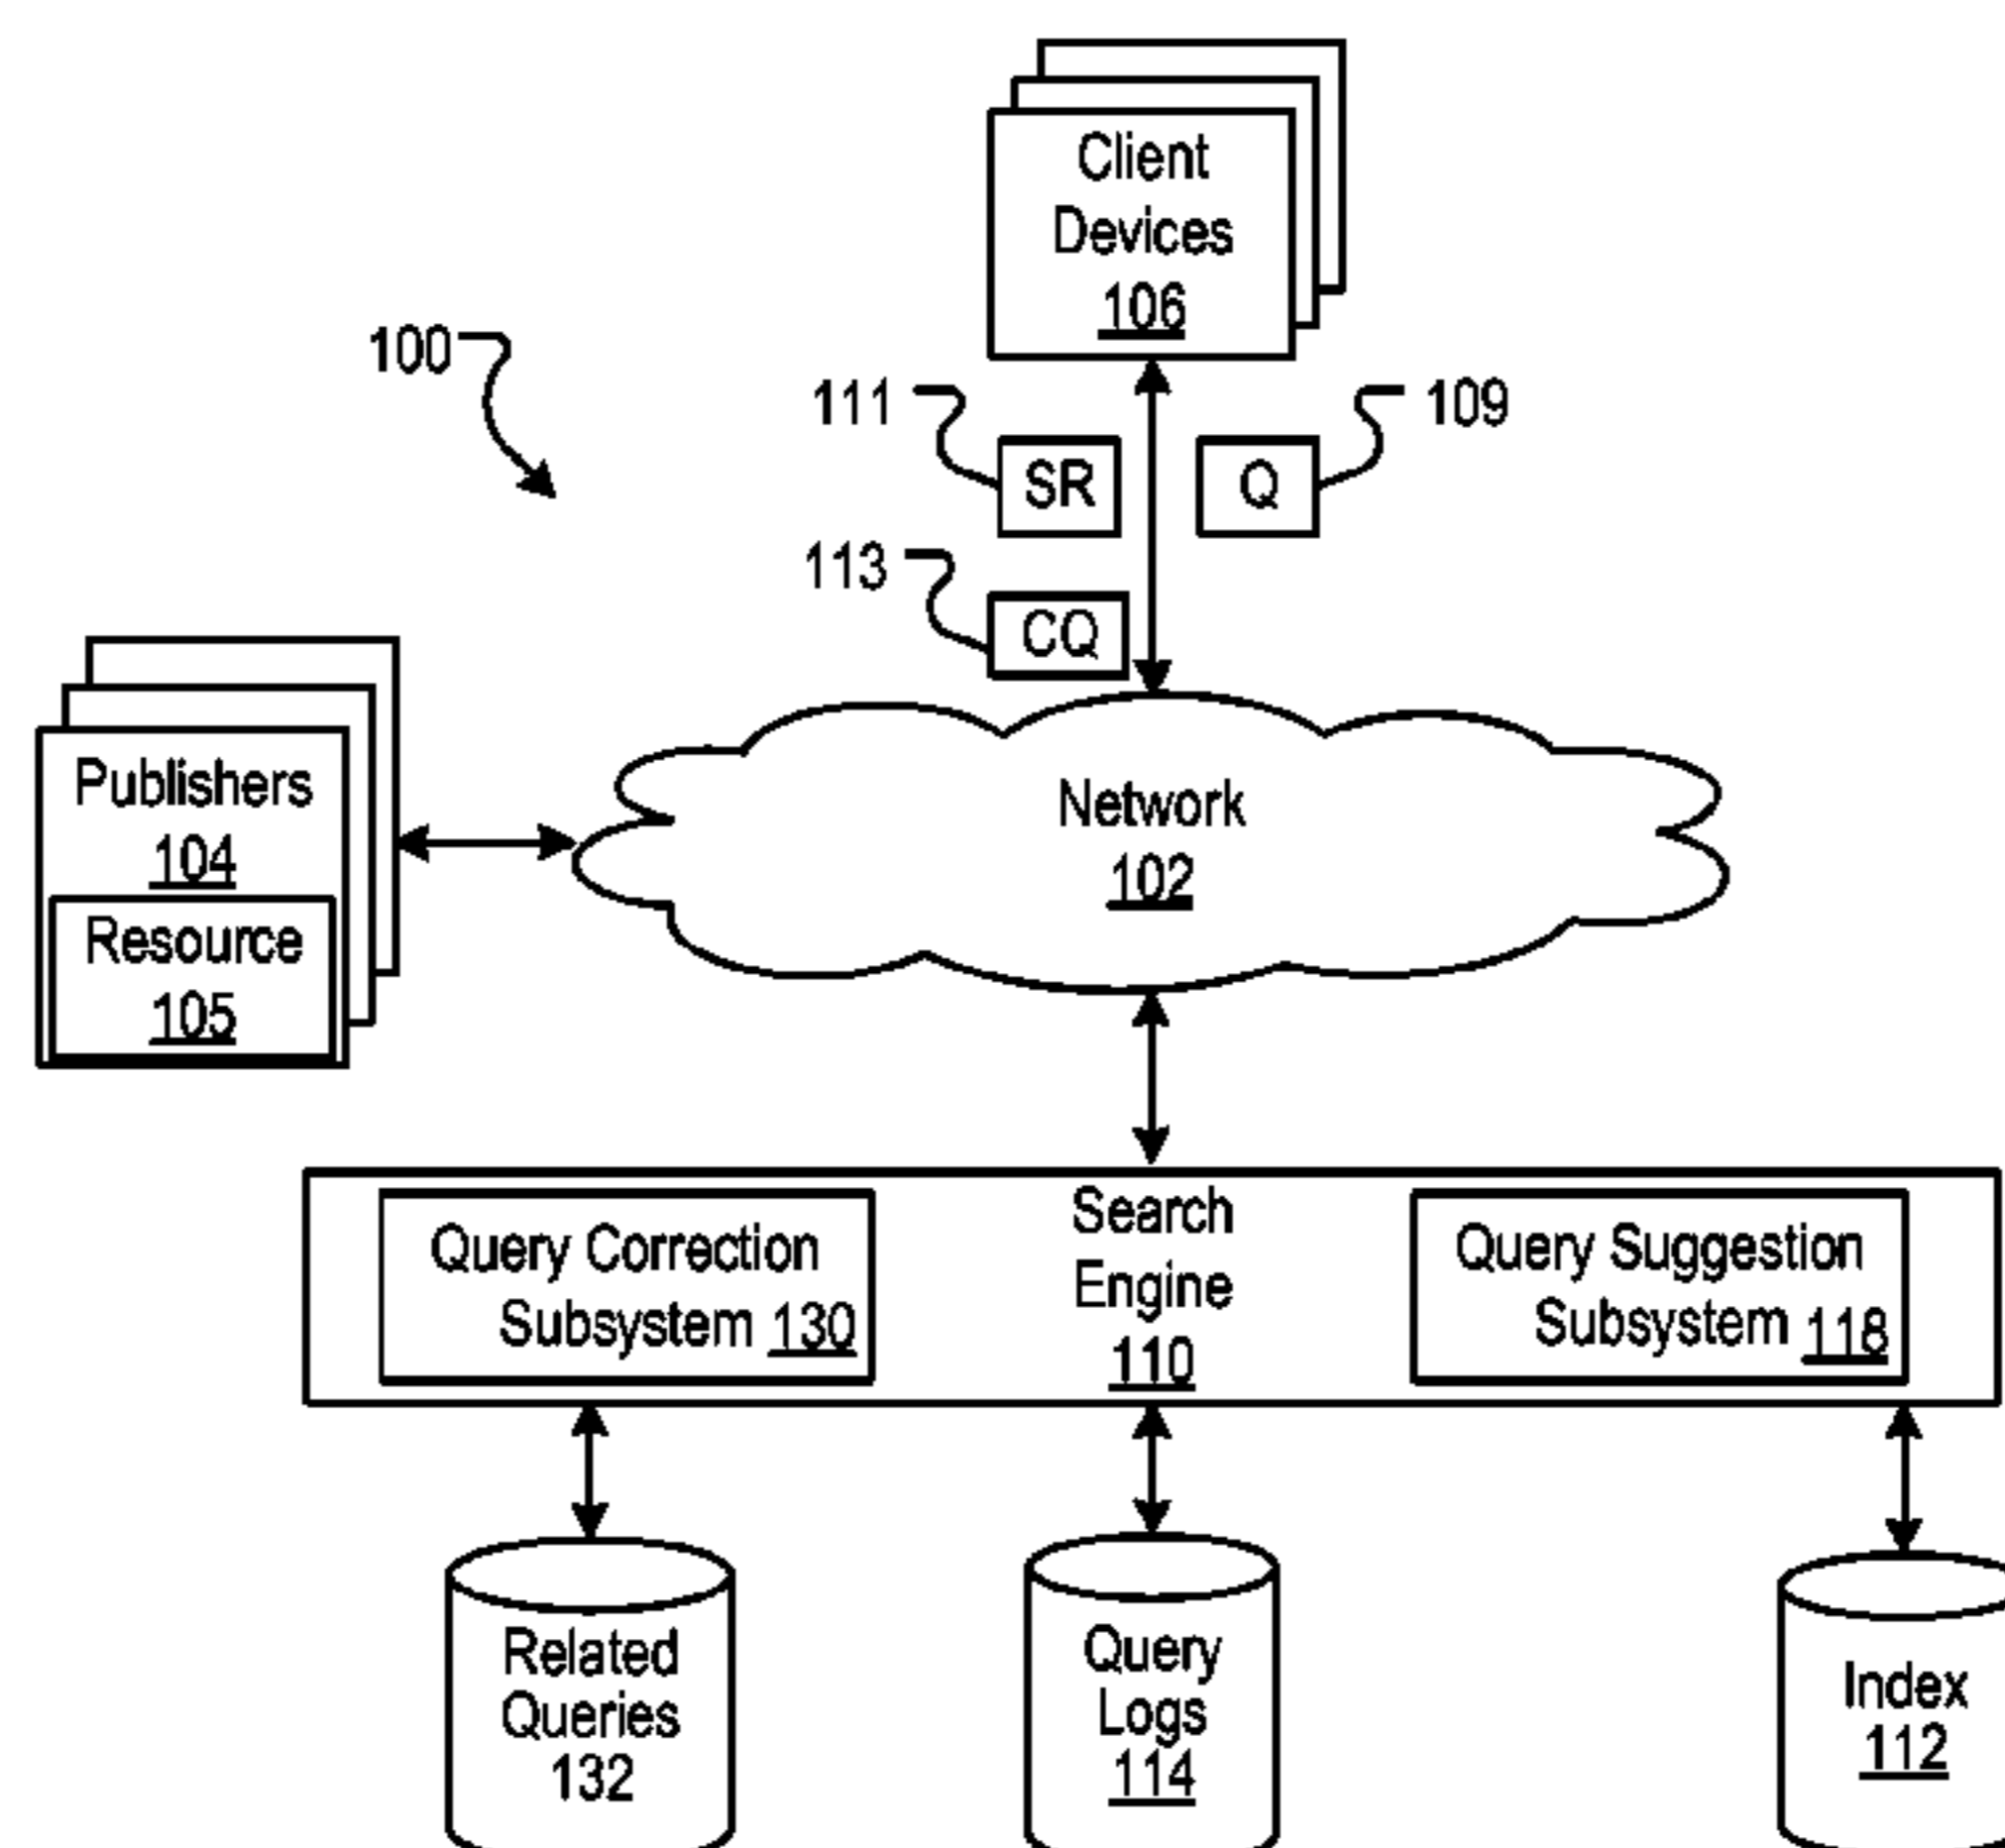 Client
Devices
106
100
111
109
SR
Q
113
CQ
Publishers
104
Resource
105
Network
102
Query Correction
Subsystem 130
Search
Engine
110
Query Suggestion
Subsystem 118
Related
Queries
132
Query
Logs
114
Index
112